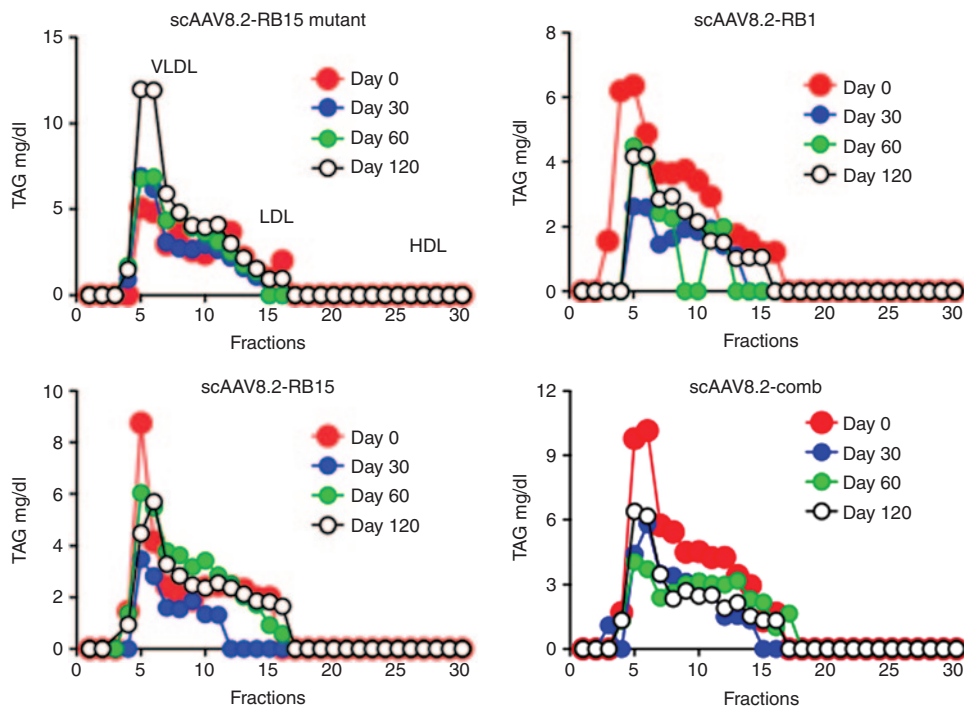 scAAV8.2-RB15 mutant
15
10
5
0
TAG mg/dl
VLDL
LDL
HDL
Day 0
Day 30
Day 60
Day 120
0 5 10 15 20 25 30
Fractions
scAAV8.2-RB1
8
6
4
2
0
TAG mg/dl
Day 0
Day 30
Day 60
Day 120
0 5 10 15 20 25 30
Fractions
scAAV8.2-RB15
10
8
6
4
2
0
TAG mg/dl
Day 0
Day 30
Day 60
Day 120
0 5 10 15 20 25 30
Fractions
scAAV8.2-comb
12
9
6
3
0
TAG mg/dl
Day 0
Day 30
Day 60
Day 120
0 5 10 15 20 25 30
Fractions